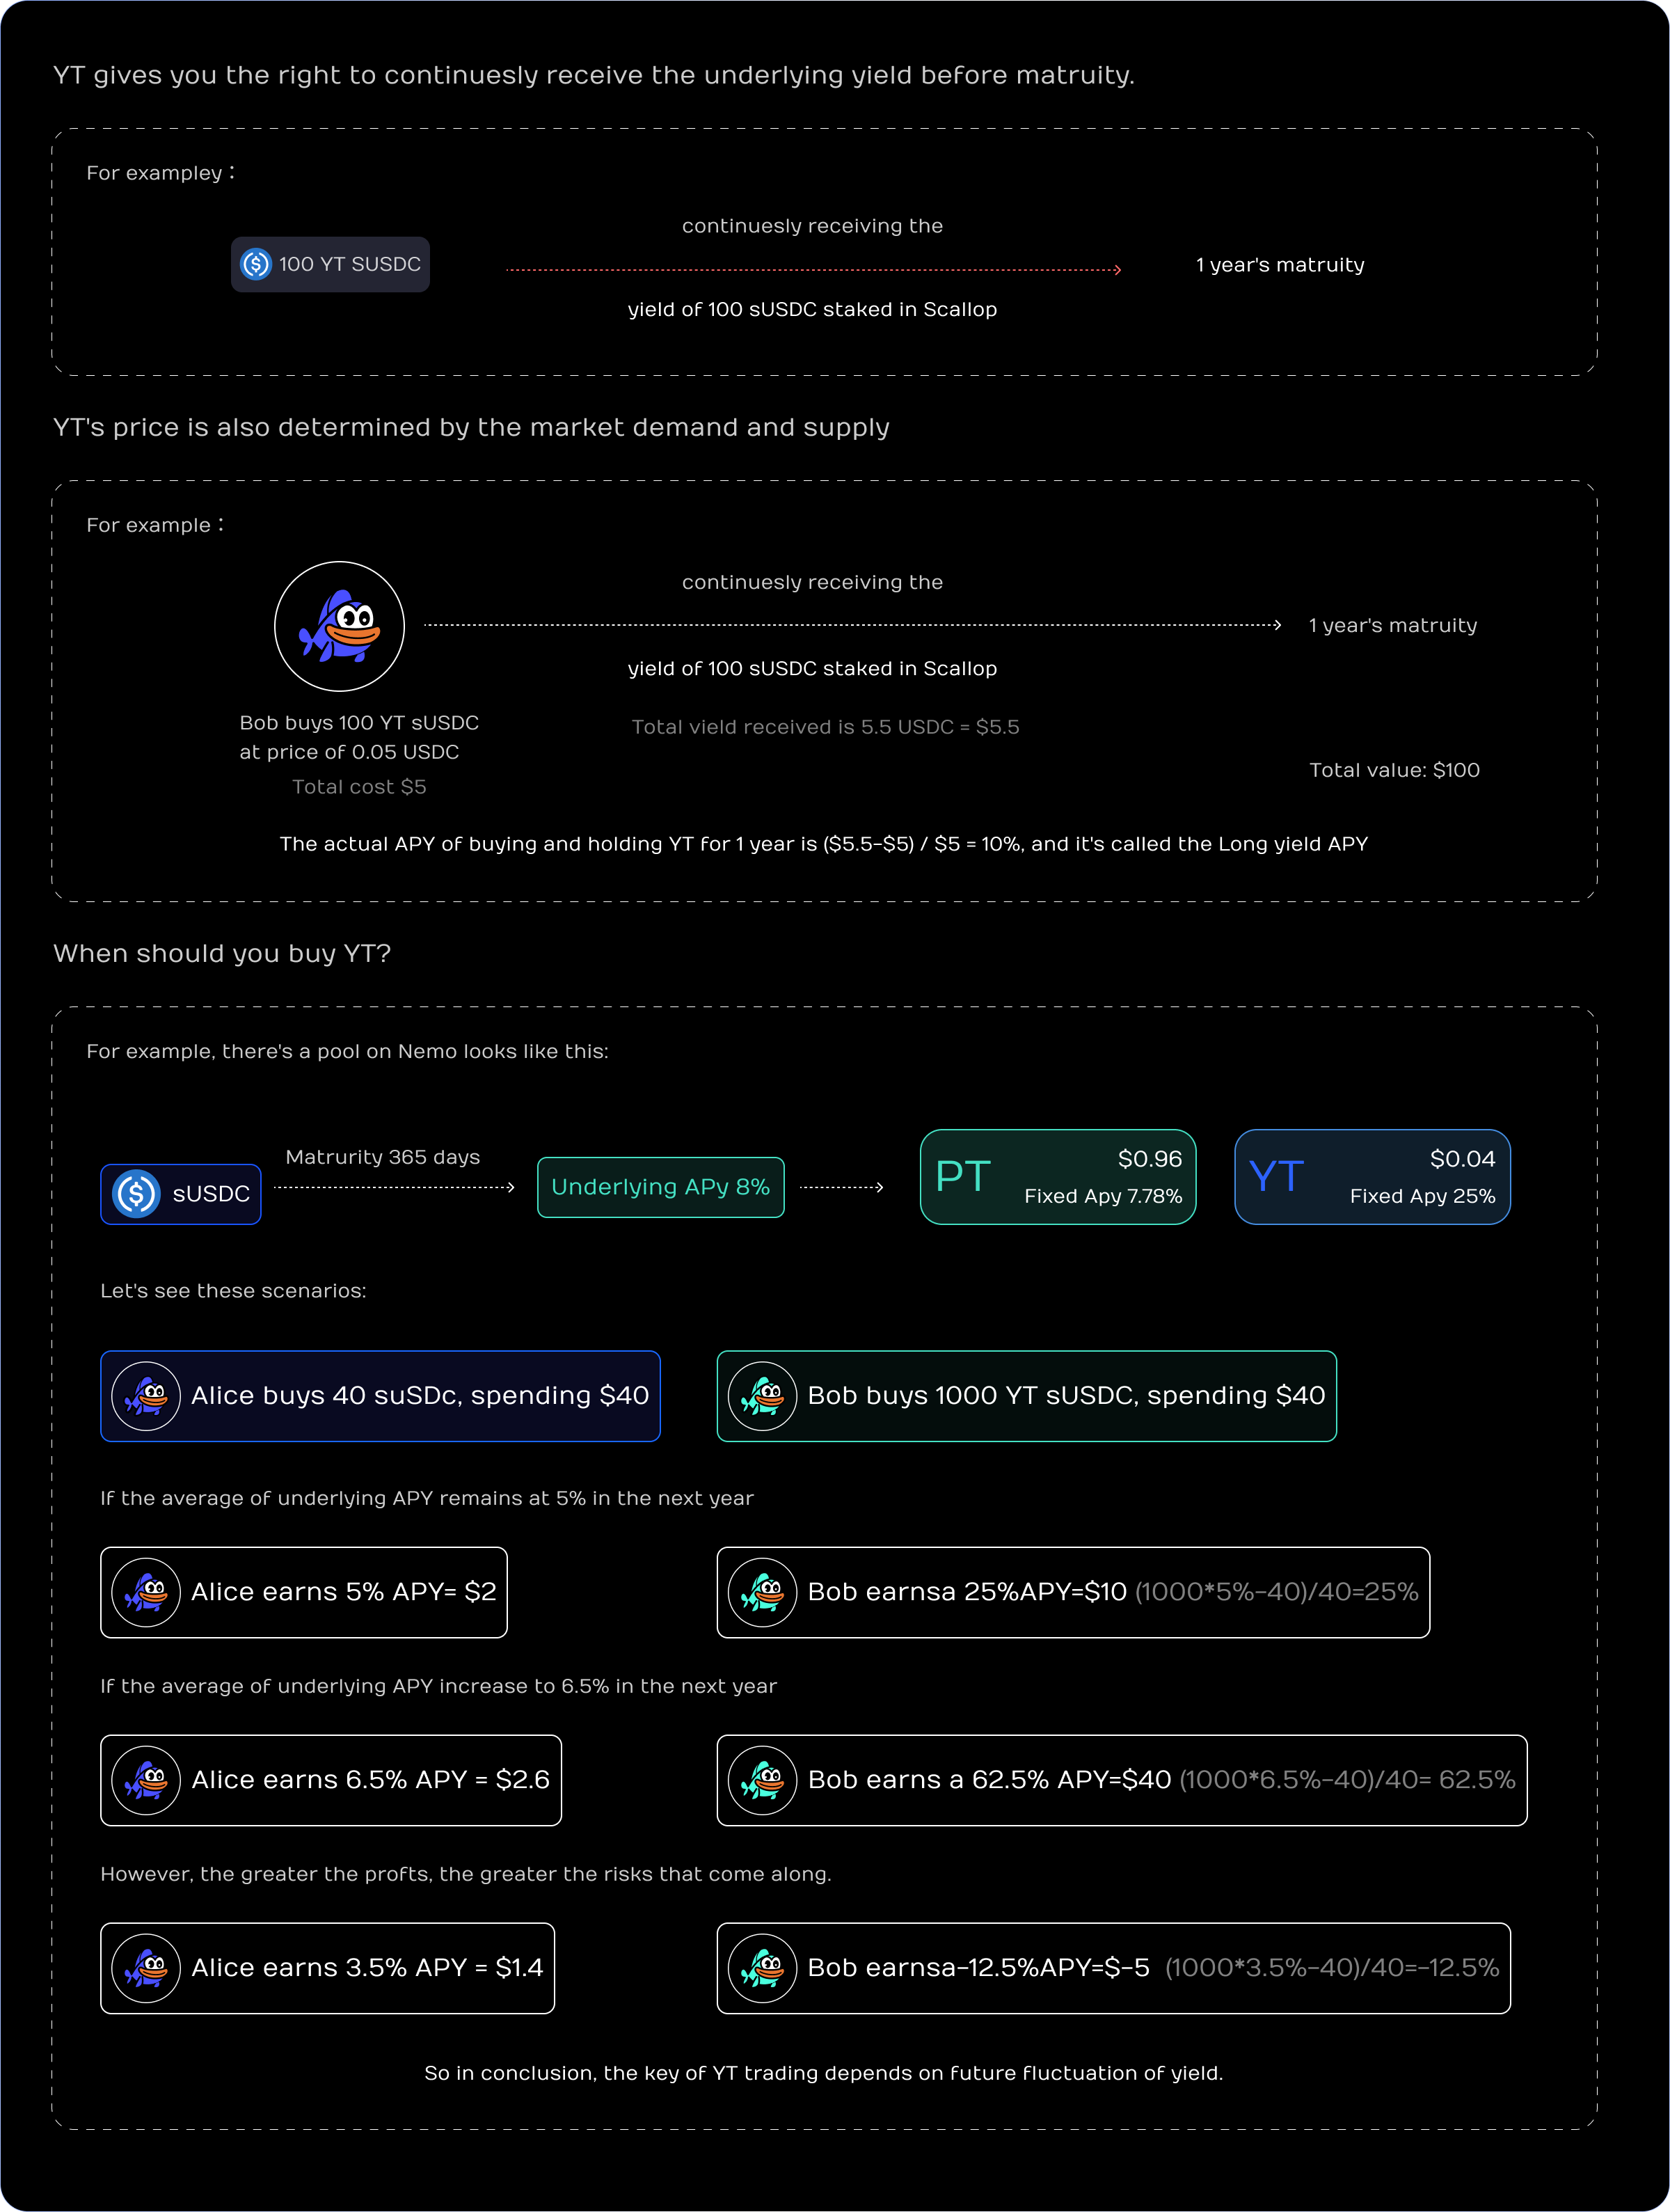 YT gives you the right to continuesly receive the underlying yield before matruity.
For exampley：
continuesly receiving the
100 YT SUSDC
1 year's matruity
yield of 100 sUSDC staked in Scallop
YT's price is also determined by the market demand and supply
For example：
continuesly receiving the
1 year's matruity
yield of 100 sUSDC staked in Scallop
Bob buys 100 YT sUSDC
at price of 0.05 USDC
Total vield received is 5.5 USDC = $5.5
Total value: $100
Total cost $5
The actual APY of buying and holding YT for 1 year is ($5.5-$5) / $5 = 10%, and it's called the Long yield APY
When should you buy YT?
For example, there's a pool on Nemo looks like this:
sUSDC
Matrurity 365 days
Underlying APy 8%
PT
$0.96
Fixed Apy 7.78%
YT
$0.04
Fixed Apy 25%
Let's see these scenarios:
Alice buys 40 suSDc, spending $40
Bob buys 1000 YT sUSDC, spending $40
If the average of underlying APY remains at 5% in the next year
Alice earns 5% APY= $2
Bob earnsa 25%APY=$10 (1000*5%-40)/40=25%
If the average of underlying APY increase to 6.5% in the next year
Alice earns 6.5% APY = $2.6
Bob earns a 62.5% APY=$40 (1000*6.5%-40)/40= 62.5%
However, the greater the profts, the greater the risks that come along.
Alice earns 3.5% APY = $1.4
Bob earnsa-12.5%APY=$-5 (1000*3.5%-40)/40=-12.5%
So in conclusion, the key of YT trading depends on future fluctuation of yield.